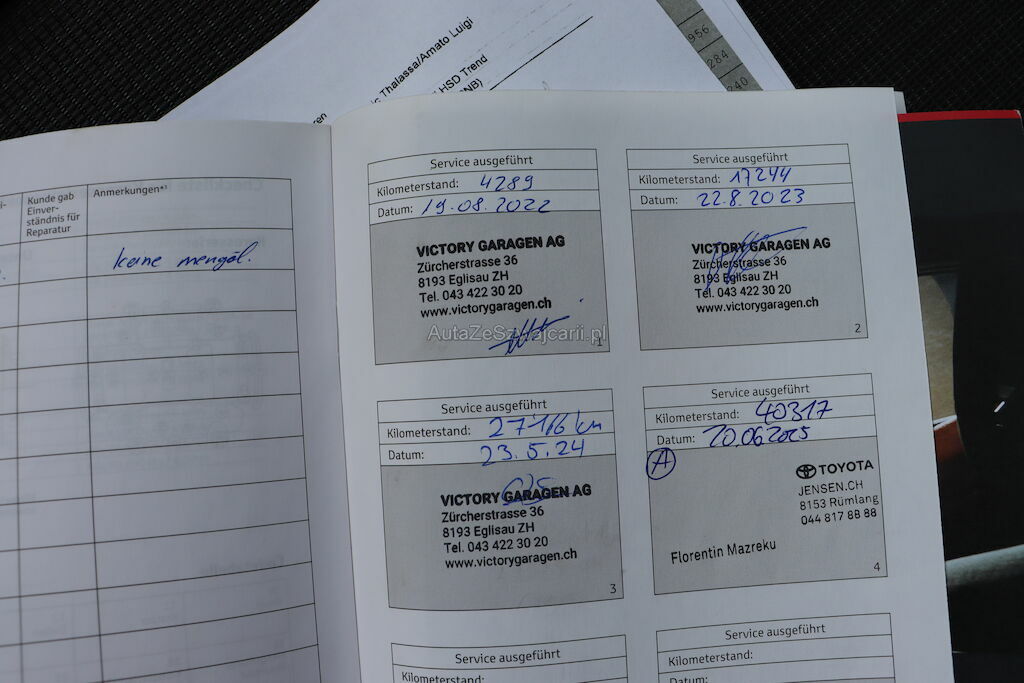 Thalassa/Amato Luigi
HSD Trend
956
284
240
Kunde gab
Einver-
ständnis für
Reparatur
Anmerkungen*¹
keine mengöl.
Service ausgeführt
Kilometerstand: 4289
Datum: 19.08.2022
VICTORY GARAGEN AG
Zürcherstrasse 36
8193 Eglisau ZH
Tel. 043 422 30 20
www.victorygaragen.ch
1
Service ausgeführt
Kilometerstand: 17244
Datum: 22.8.2023
VICTORY GARAGEN AG
Zürcherstrasse 36
8193 Eglisau ZH
Tel. 043 422 30 20
www.victorygaragen.ch
2
AutaZeSzwajcarii.pl
Service ausgeführt
Kilometerstand: 27116 km
Datum: 23.5.24
VICTORY GARAGEN AG
Zürcherstrasse 36
8193 Eglisau ZH
Tel. 043 422 30 20
www.victorygaragen.ch
3
Service ausgeführt
Kilometerstand: 40317
Datum: 20.06.2025
A
TOYOTA
JENSEN.CH
8153 Rümlang
044 817 88 88
Florentin Mazreku
4
Service ausgeführt
Kilometerstand:
Service ausgeführt
Kilometerstand:
Datum: